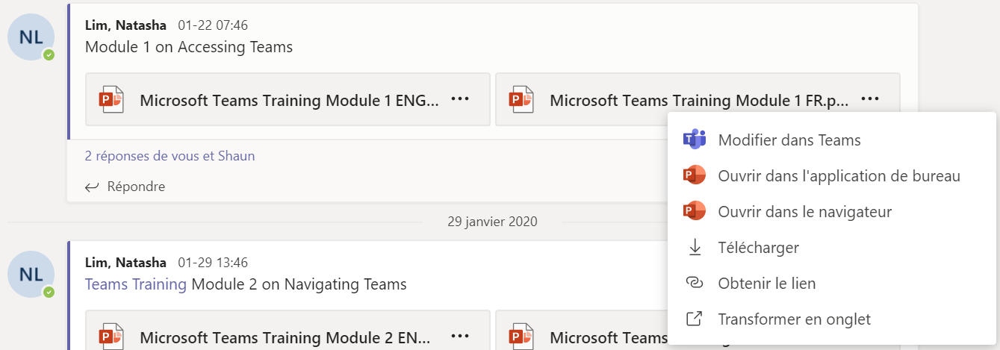 NL
Lim, Natasha 01-22 07:46
Module 1 on Accessing Teams
Microsoft Teams Training Module 1 ENG...
Microsoft Teams Training Module 1 FR.p...
2 réponses de vous et Shaun
Répondre
Modifier dans Teams
Ouvrir dans l'application de bureau
Ouvrir dans le navigateur
Télécharger
Obtenir le lien
Transformer en onglet
29 janvier 2020
NL
Lim, Natasha 01-29 13:46
Teams Training Module 2 on Navigating Teams
Microsoft Teams Training Module 2 EN...
Microsoft Teams